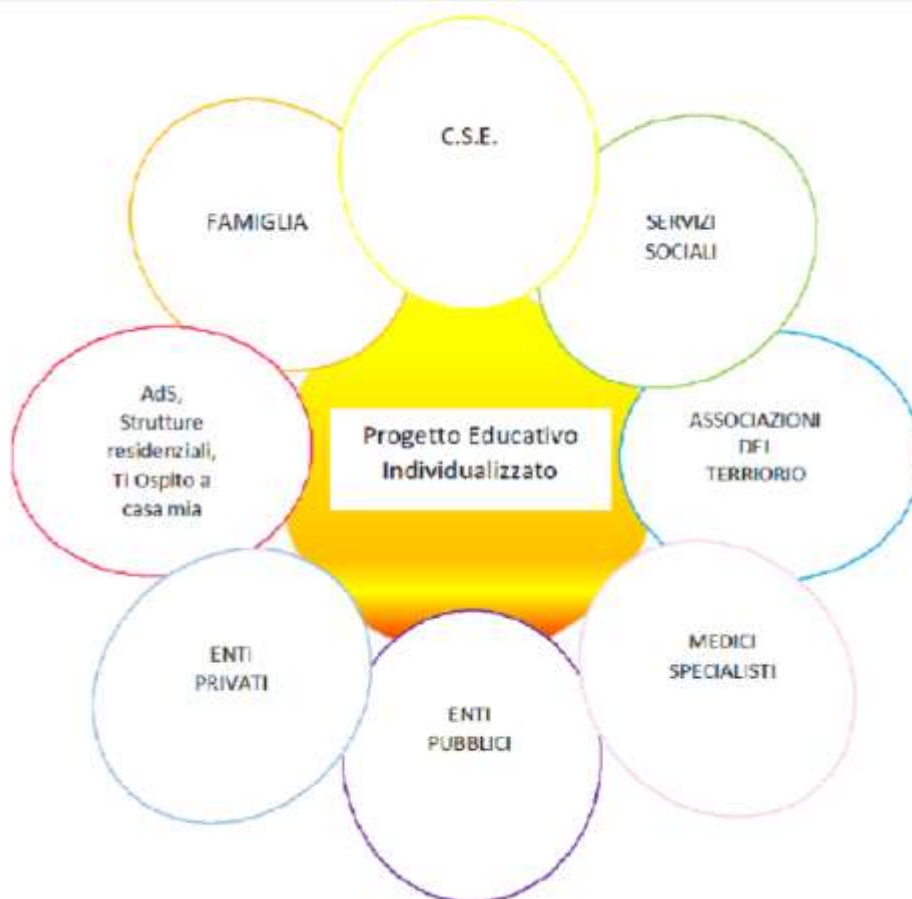 C.S.E.
FAMIGLIA
SERVIZI
SOCIALI
AdS,
Strutture
residenziali,
Ti Ospito a
casa mia
Progetto Educativo
Individualizzato
ASSOCIAZIONI
DEL
TERRIORIO
ENTI
PRIVATI
MEDICI
SPECIALISTI
ENTI
PUBBLICI